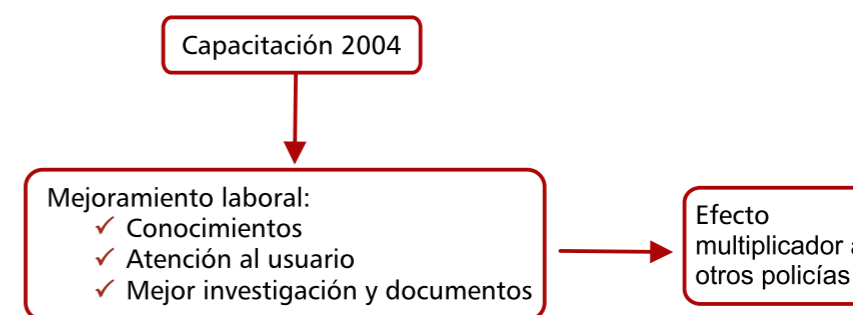 Capacitación 2004
Mejoramiento laboral:
✓ Conocimientos
✓ Atención al usuario
✓ Mejor investigación y documentos
Efecto
multiplicador a
otros policías